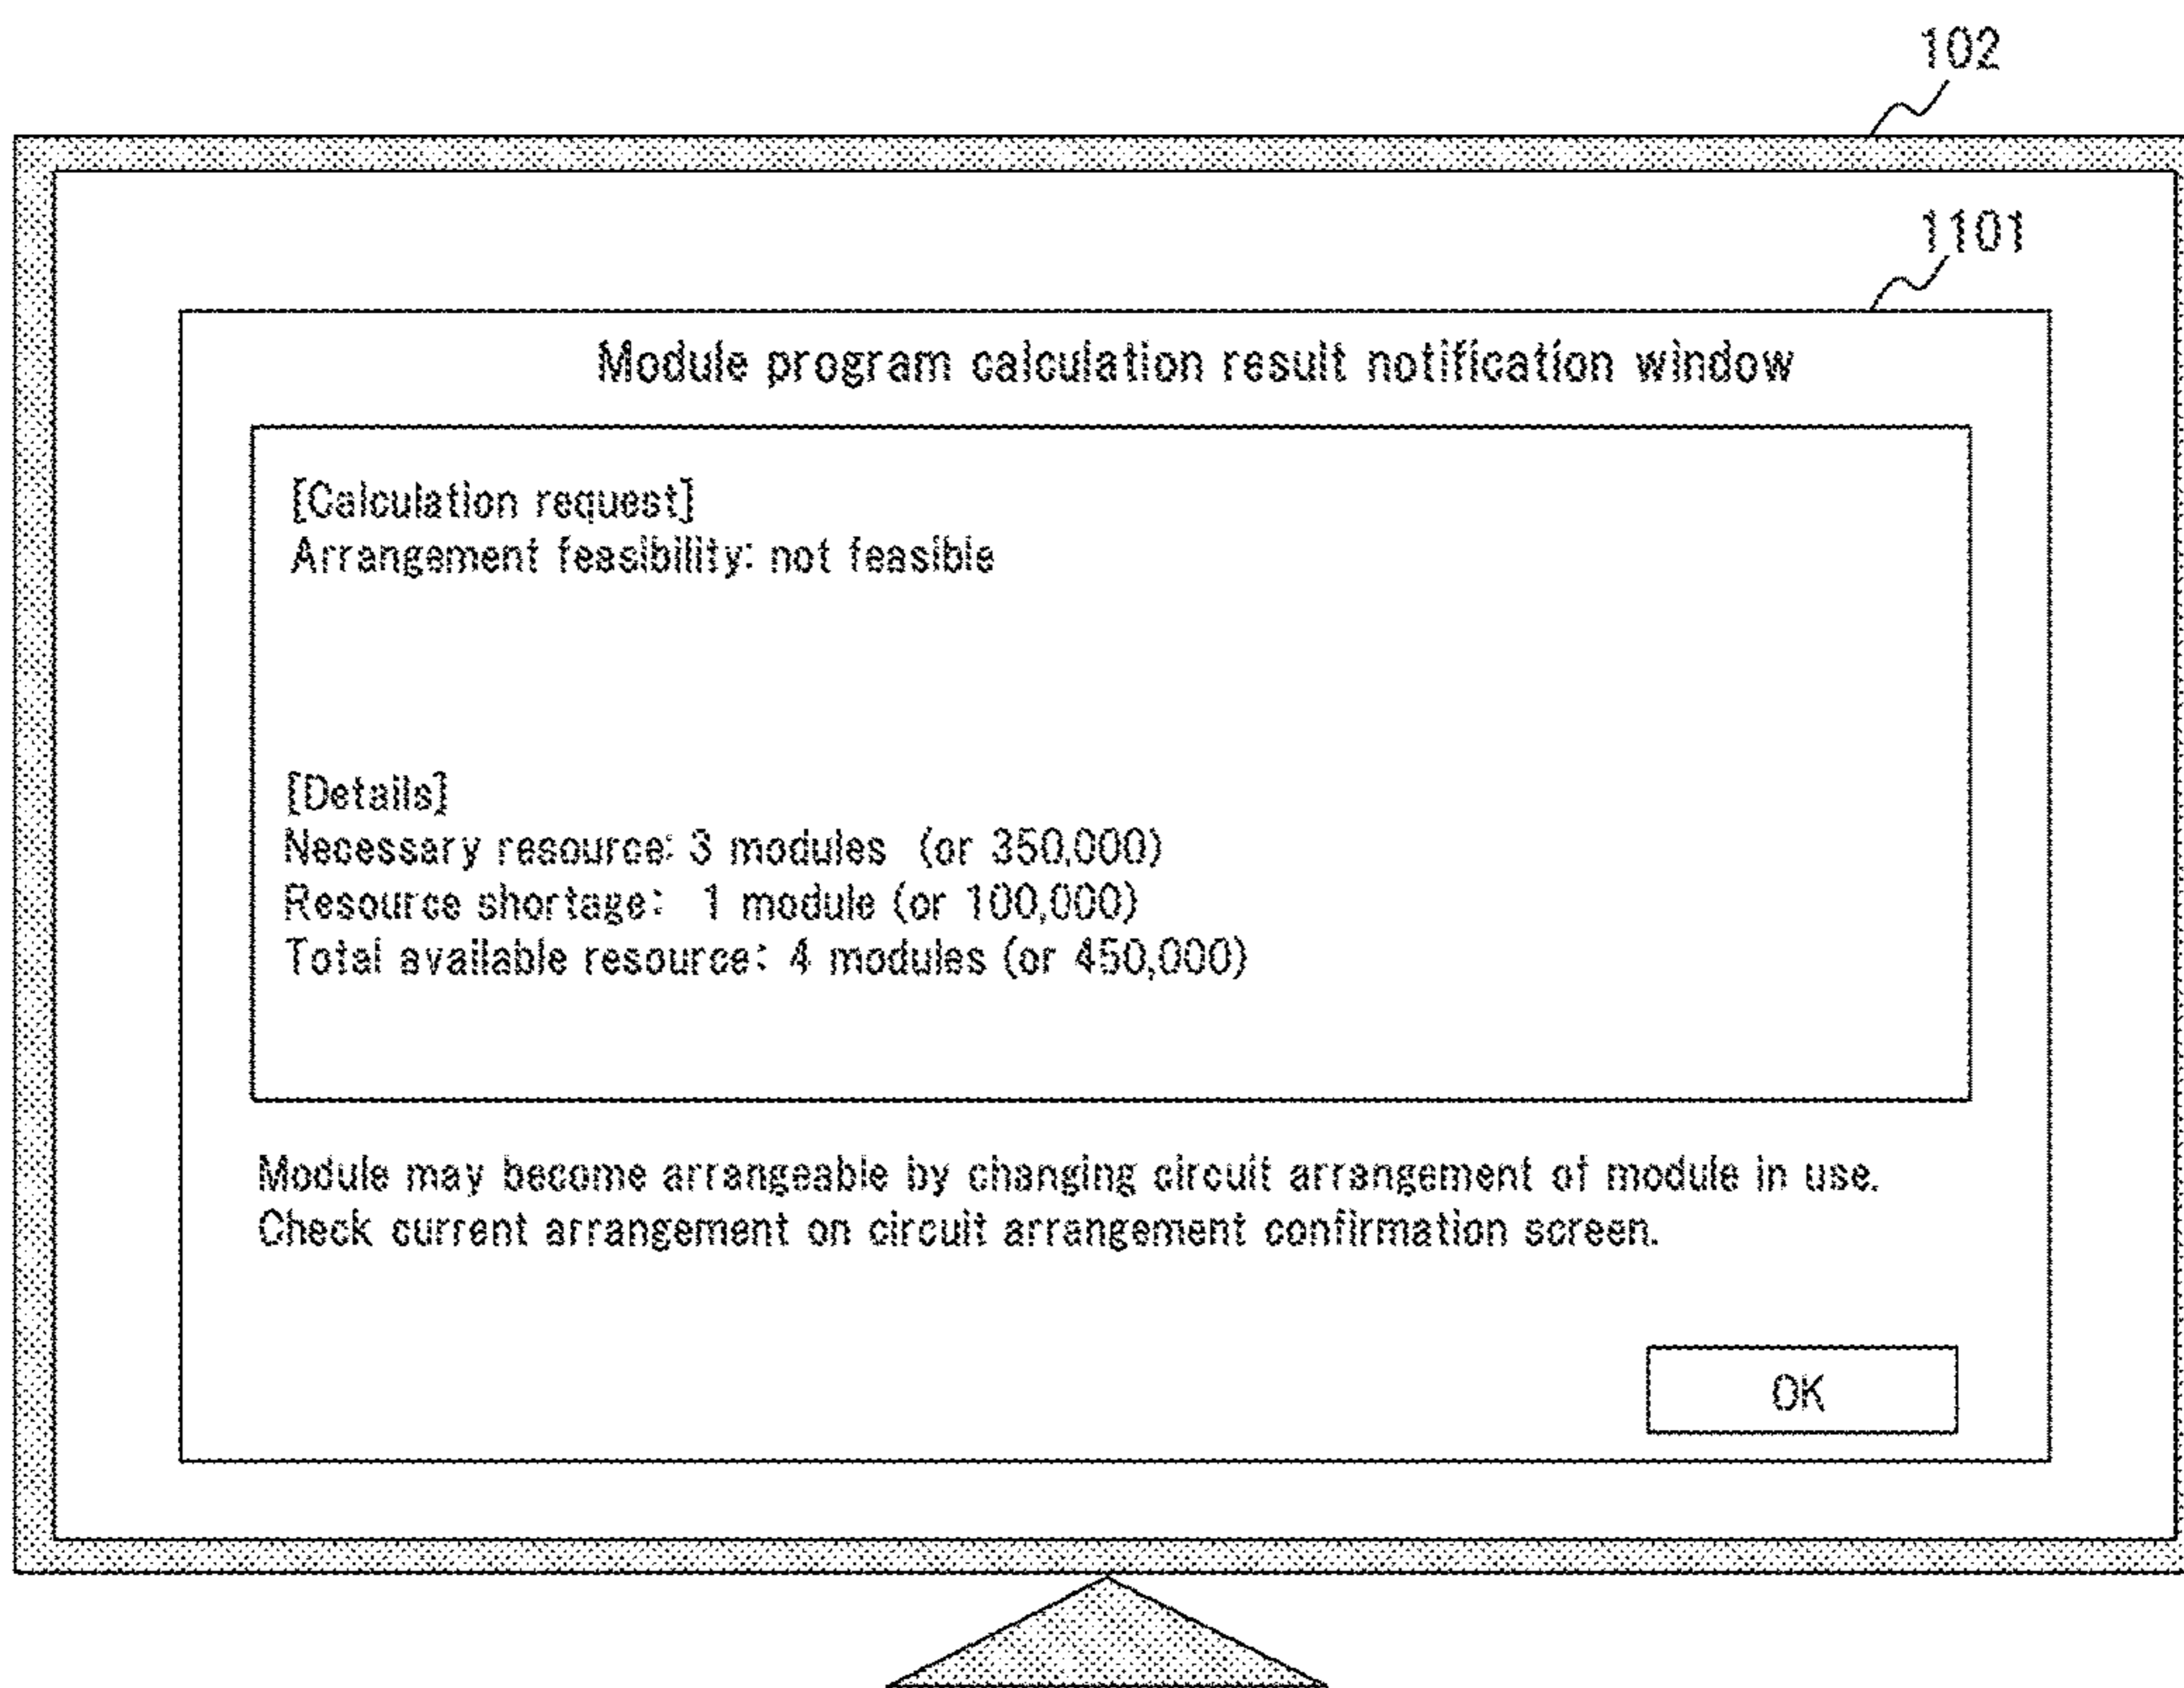 102
1101
Module program calculation result notification window
[Calculation request]
Arrangement feasibility: not feasible
[Details]
Necessary resource: 3 modules (or 350,000)
Resource shortage: 1 module (or 100,000)
Total available resource: 4 modules (or 450,000)
Module may become arrangeable by changing circuit arrangement of module in use.
Check current arrangement on circuit arrangement confirmation screen.
OK